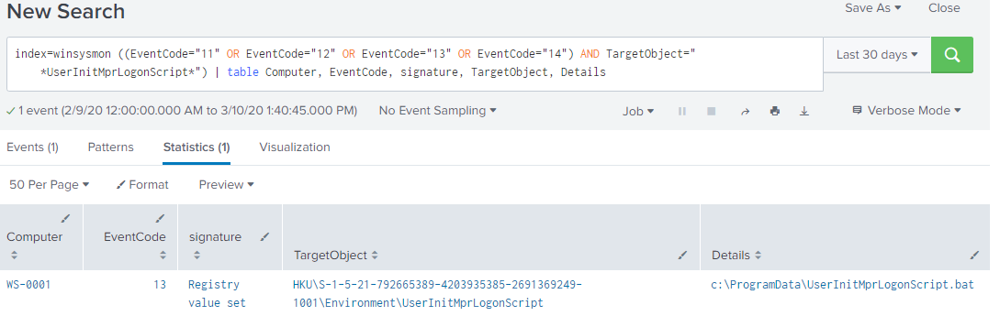 New Search
Save As ▾
Close
index=winsysmon ((EventCode="11" OR EventCode="12" OR EventCode="13" OR EventCode="14") AND TargetObject="
*UserInitMprLogonScript*") | table Computer, EventCode, signature, TargetObject, Details
Last 30 days ▾
✓ 1 event (2/9/20 12:00:00.000 AM to 3/10/20 1:40:45.000 PM)
No Event Sampling ▾
Job ▾
Verbose Mode ▾
Events (1)
Patterns
Statistics (1)
Visualization
50 Per Page ▾
Format
Preview ▾
Computer
EventCode
signature
TargetObject
Details
WS-0001
13
Registry
value set
HKU\S-1-5-21-792665389-4203935385-2691369249-
1001\Environment\UserInitMprLogonScript
c:\ProgramData\UserInitMprLogonScript.bat